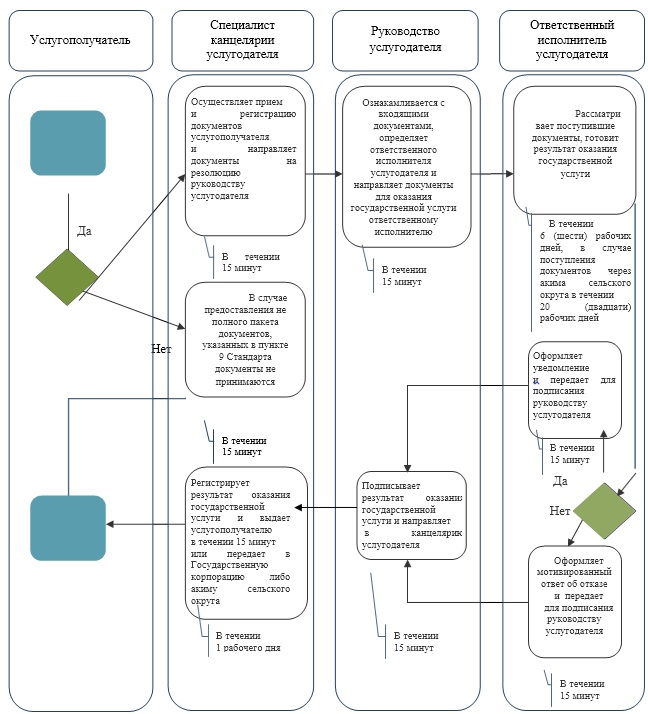 Услугополучатель
Специалист
канцелярии
услугодателя
Руководство
услугодателя
Ответственный
исполнитель
услугодателя
Осуществляет прием
и регистрацию
документов
услугополучателя
и направляет
документы на
резолюцию
руководству
услугодателя
В течении
15 минут
Ознакамливается с
входящими
документами,
определяет
ответственного
исполнителя
услугодателя и
направляет документы
для оказания
государственной услуги
ответственному
исполнителю
В течении
15 минут
Рассматри
вает поступившие
документы, готовит
результат оказания
государственной
услуги
В течении
6 (шести) рабочих
дней, в случае
поступления
документов через
акима сельского
округа в течении
20 (двадцати)
рабочих дней
Да
Нет
В случае
предоставления не
полного пакета
документов,
указанных в пункте
9 Стандарта
документы не
принимаются
В течении
15 минут
Оформляет
уведомление
и передает для
подписания
руководству
услугодателя
В течении
15 минут
Да
Нет
Регистрирует
результат оказания
государственной
услуги и выдает
услугополучателю
в течении 15 минут
или передает в
Государственную
корпорацию либо
акиму сельского
округа
В течении
1 рабочего дня
Подписывает
результат оказания
государственной
услуги и направляет
в канцелярию
услугодателя
В течении
15 минут
Оформляет
мотивированный
ответ об отказе
и передает
для подписания
руководству
услугодателя
В течении
15 минут